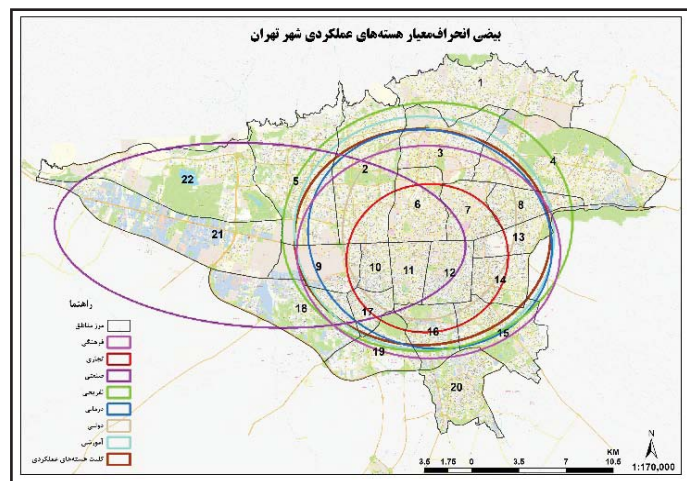 بیضی انحراف‌معیار هسته‌های عملکردی شهر تهران
1
2
3
4
5
22
6
7
8
21
13
9
10
11
12
14
18
17
16
15
19
20
راهنما
مرز مناطق
فرهنگی
تجاری
صنعتی
تفریحی
درمانی
دولتی
آموزشی
کلیت هسته‌های عملکردی
N
KM
3.5 1.75 0 3.5 7 10.5
1:170,000